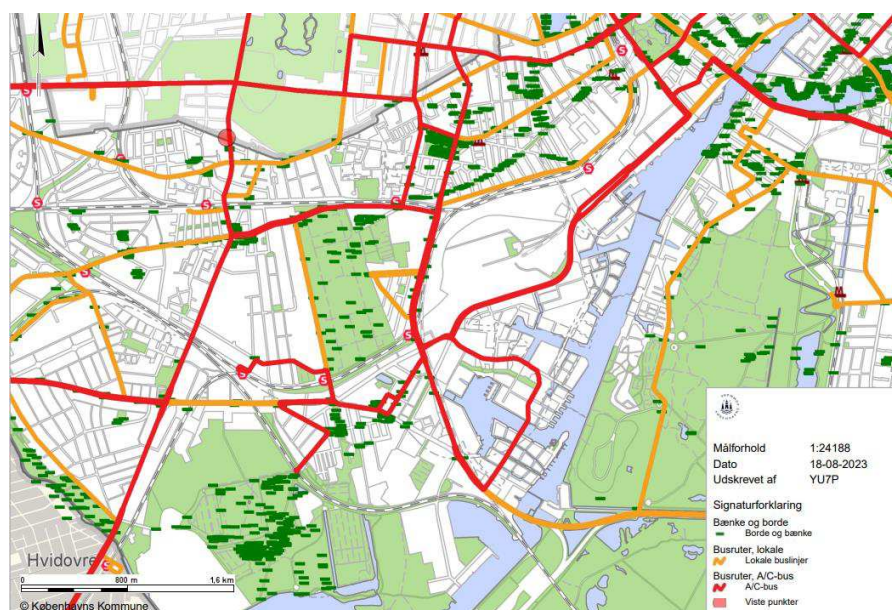 S
S
S
S
S
S
S
S
S
S
S
S
Målforhold 1:24188
Dato 18-08-2023
Udskrevet af YU7P
Signaturforklaring
Bænke og borde
Borde og bænke
Busruter, lokale
Lokale buslinjer
Busruter, A/C-bus
A/C-bus
Viste punkter
Hvidovre
0 800 m 1,6 km
© Københavns Kommune